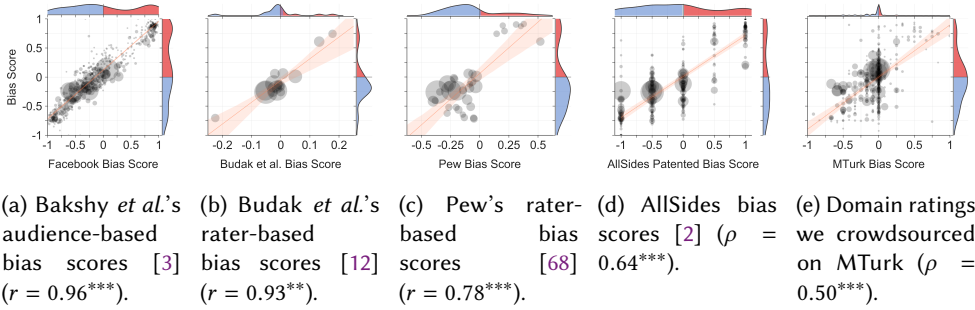 Bias Score
1
0.5
0
-0.5
-1
-1 -0.5 0 0.5 1
Facebook Bias Score
-0.2 0 0.2
Budak et al. Bias Score
-0.5 -0.25 0 0.25 0.5
Pew Bias Score
-1 -0.5 0 0.5 1
AllSides Patented Bias Score
-1 -0.5 0 0.5 1
MTurk Bias Score
(a) Bakshy et al.'s
audience-based
bias scores [3]
(r = 0.96***).
(b) Budak et al.'s
rater-based
bias scores [12]
(r = 0.93**).
(c) Pew's rater-
based bias
scores [68]
(r = 0.78***).
(d) AllSides bias
scores [2] (ρ =
0.64***).
(e) Domain ratings
we crowdsourced
on MTurk (ρ =
0.50***).